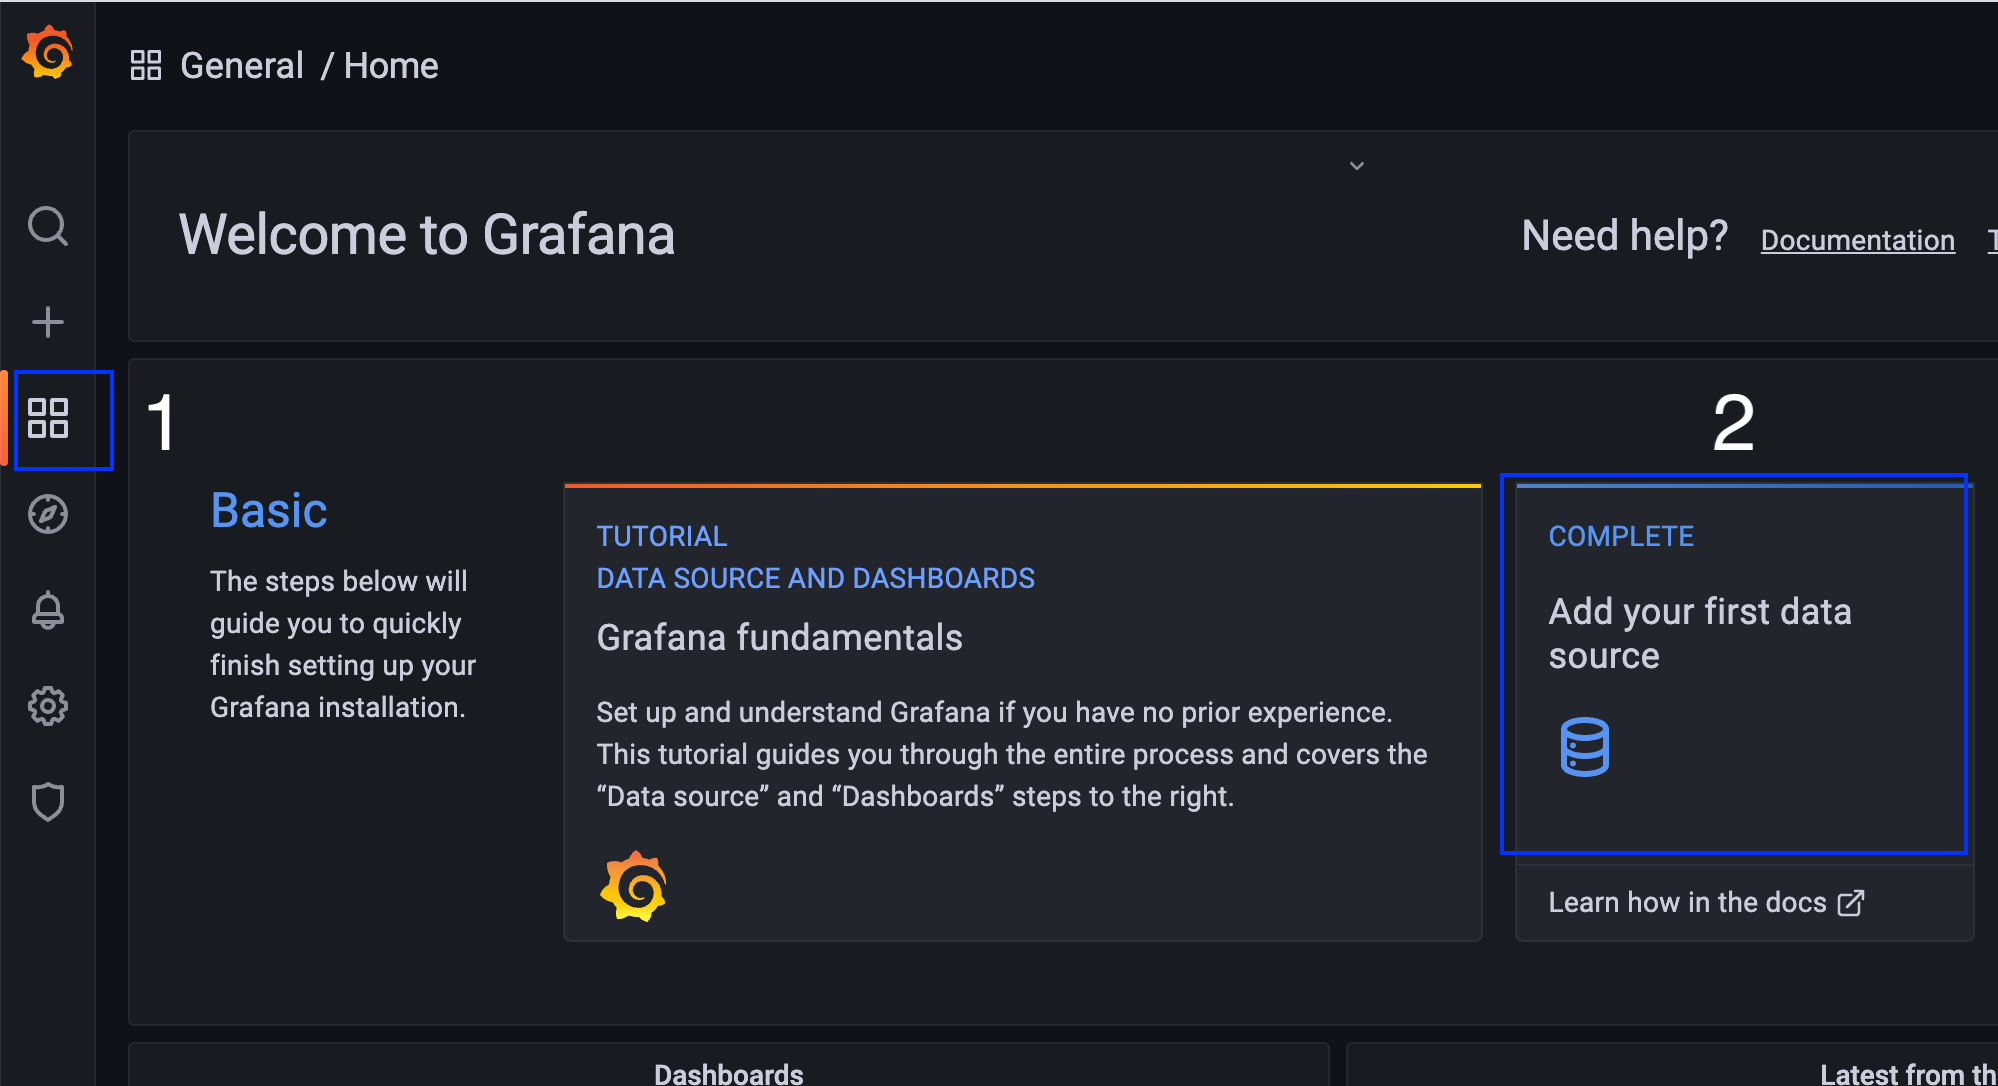 General / Home
Welcome to Grafana
Need help? Documentation
1
2
Basic
The steps below will
guide you to quickly
finish setting up your
Grafana installation.
TUTORIAL
DATA SOURCE AND DASHBOARDS
Grafana fundamentals
Set up and understand Grafana if you have no prior experience.
This tutorial guides you through the entire process and covers the
“Data source” and “Dashboards” steps to the right.
COMPLETE
Add your first data
source
Learn how in the docs
Dashboards
Latest from th